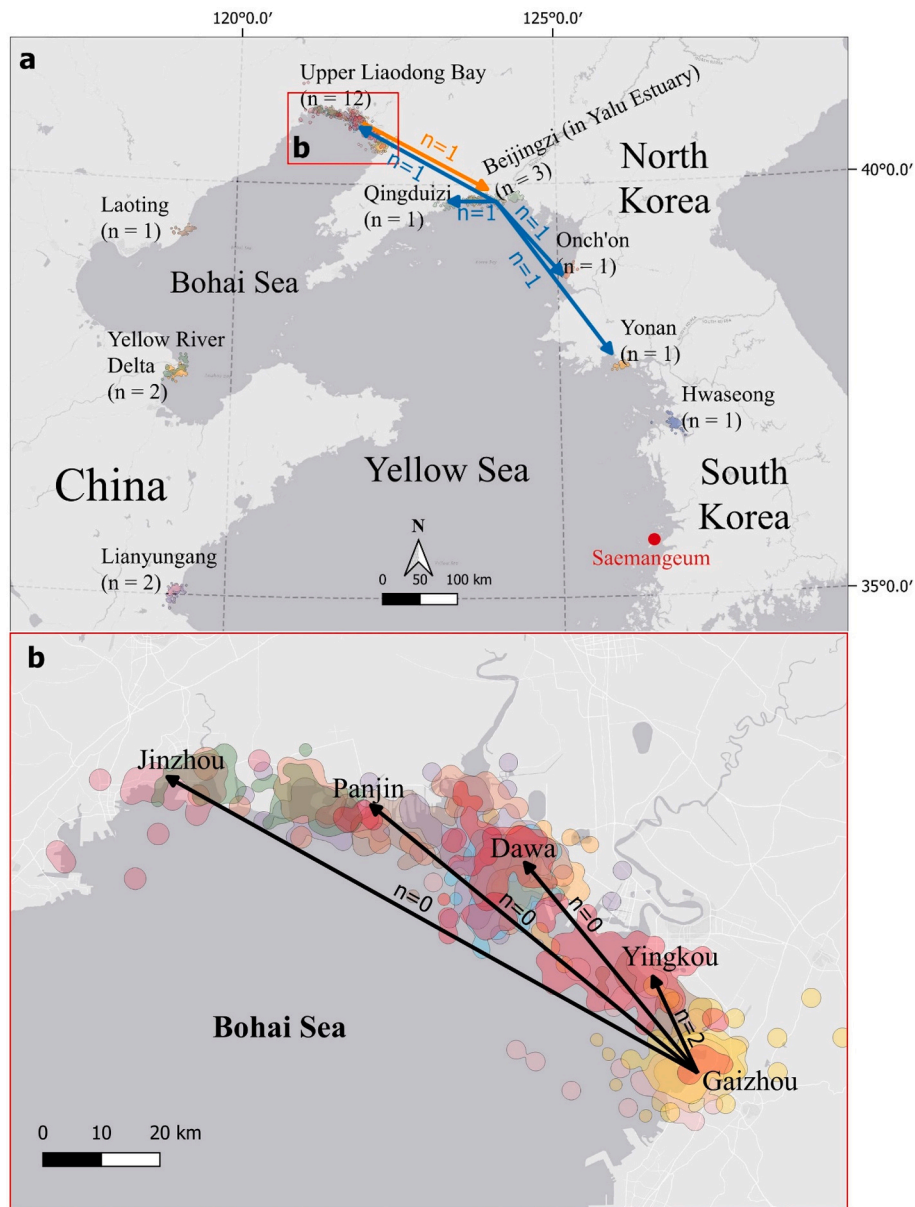 120°0.0′ 125°0.0′
a
Upper Liaodong Bay
(n = 12)
b
n=1
n=1
Beijingzi (in Yalu Estuary)
(n = 3)
North
Korea
40°0.0′
Qingduizi
(n = 1)
n=1
Laoting
(n = 1)
n=1
n=1
Onch'on
(n = 1)
Bohai Sea
Yellow River
Delta
(n = 2)
Yonan
(n = 1)
Hwaseong
(n = 1)
China
Yellow Sea
South
Korea
Lianyungang
(n = 2)
N
0 50 100 km
Saemangeum
35°0.0′
b
Jinzhou
Panjin
Dawa
n=0
n=0
n=0
Yingkou
n=2
Bohai Sea
Gaizhou
0 10 20 km